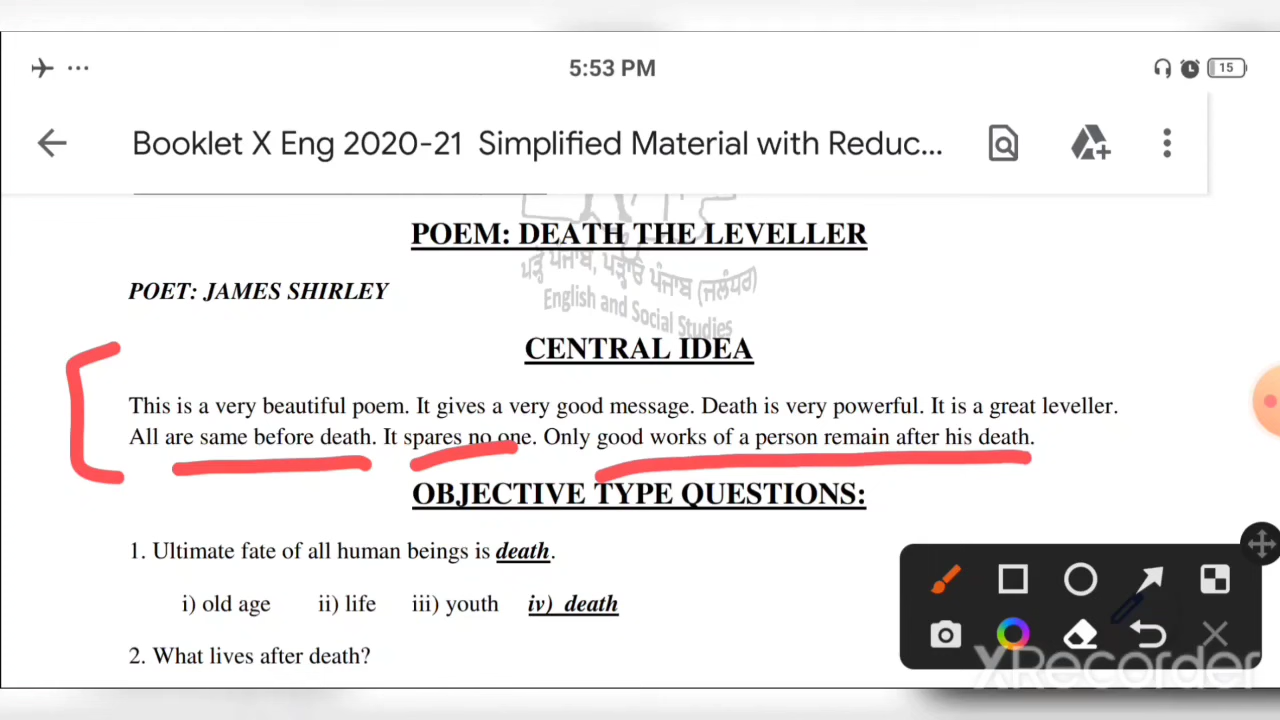 5:53 PM
15
Booklet X Eng 2020-21 Simplified Material with Reduc...
POEM: DEATH THE LEVELLER
ਪੜ੍ਹੋ ਪੰਜਾਬ, ਪੜ੍ਹਾਓ ਪੰਜਾਬ (ਜਲੰਧਰ)
POET: JAMES SHIRLEY
English and Social Studies
CENTRAL IDEA
This is a very beautiful poem. It gives a very good message. Death is very powerful. It is a great leveller.
All are same before death. It spares no one. Only good works of a person remain after his death.
OBJECTIVE TYPE QUESTIONS:
1. Ultimate fate of all human beings is death.
i) old age ii) life iii) youth iv) death
2. What lives after death?
XRecorder